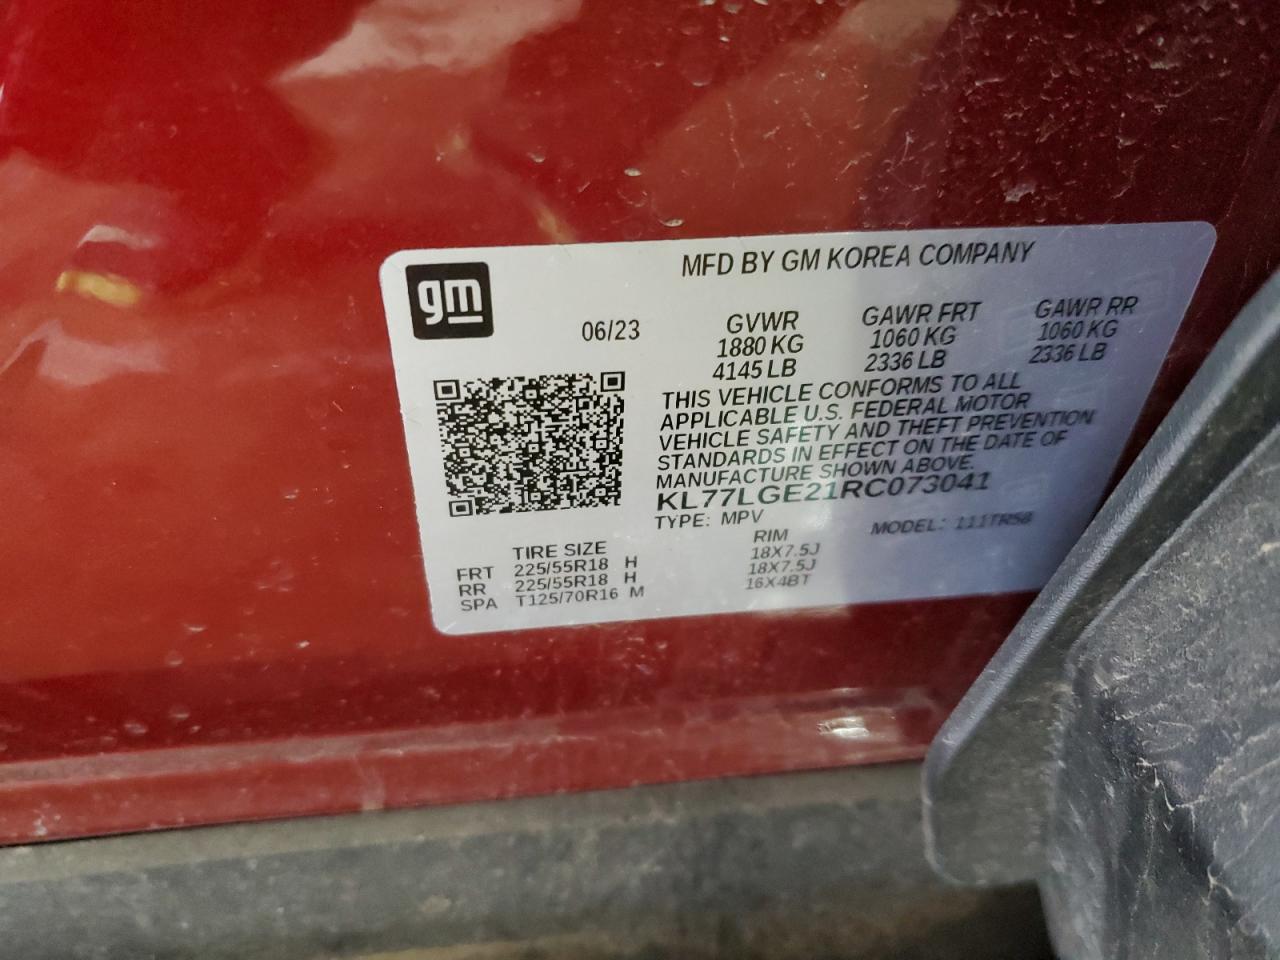 gm
MFD BY GM KOREA COMPANY
06/23 GVWR GAWR FRT GAWR RR
1880 KG 1060 KG 1060 KG
4145 LB 2336 LB 2336 LB
THIS VEHICLE CONFORMS TO ALL
APPLICABLE U.S. FEDERAL MOTOR
VEHICLE SAFETY AND THEFT PREVENTION
STANDARDS IN EFFECT ON THE DATE OF
MANUFACTURE SHOWN ABOVE.
KL77LGE21RC073041
TYPE: MPV MODEL: 111TR58
TIRE SIZE RIM
FRT 225/55R18 H 18X7.5J
RR 225/55R18 H 18X7.5J
SPA T125/70R16 M 16X4BT